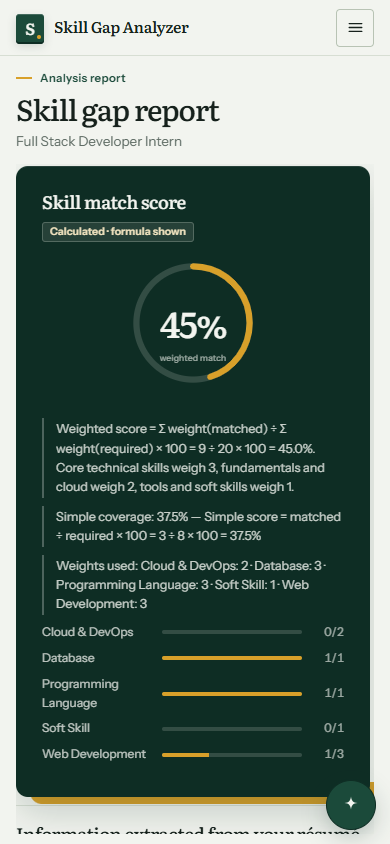 S.
Skill Gap Analyzer
Analysis report
Skill gap report
Full Stack Developer Intern
Skill match score
Calculated · formula shown
45%
weighted match
Weighted score = Σ weight(matched) ÷ Σ
weight(required) × 100 = 9 ÷ 20 × 100 = 45.0%.
Core technical skills weigh 3, fundamentals and
cloud weigh 2, tools and soft skills weigh 1.
Simple coverage: 37.5% — Simple score = matched
÷ required × 100 = 3 ÷ 8 × 100 = 37.5%
Weights used: Cloud & DevOps: 2 · Database: 3 ·
Programming Language: 3 · Soft Skill: 1 · Web
Development: 3
Cloud & DevOps 0/2
Database 1/1
Programming
Language 1/1
Soft Skill 0/1
Web Development 1/3
Information extracted from your résumé